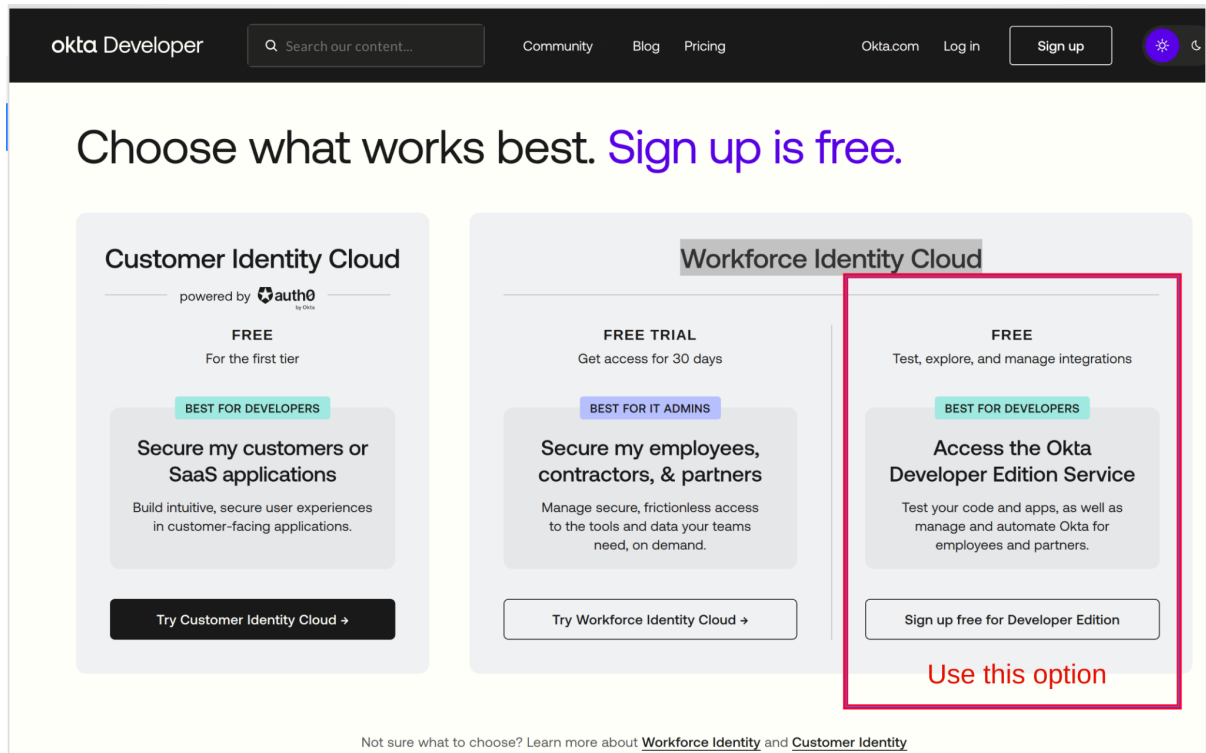 okta Developer
Search our content...
Community
Blog
Pricing
Okta.com
Log in
Sign up
Choose what works best. Sign up is free.
Customer Identity Cloud
powered by auth0
by Okta
FREE
For the first tier
BEST FOR DEVELOPERS
Secure my customers or
SaaS applications
Build intuitive, secure user experiences
in customer-facing applications.
Try Customer Identity Cloud →
Workforce Identity Cloud
FREE TRIAL
Get access for 30 days
BEST FOR IT ADMINS
Secure my employees,
contractors, & partners
Manage secure, frictionless access
to the tools and data your teams
need, on demand.
Try Workforce Identity Cloud →
FREE
Test, explore, and manage integrations
BEST FOR DEVELOPERS
Access the Okta
Developer Edition Service
Test your code and apps, as well as
manage and automate Okta for
employees and partners.
Sign up free for Developer Edition
Use this option
Not sure what to choose? Learn more about Workforce Identity and Customer Identity